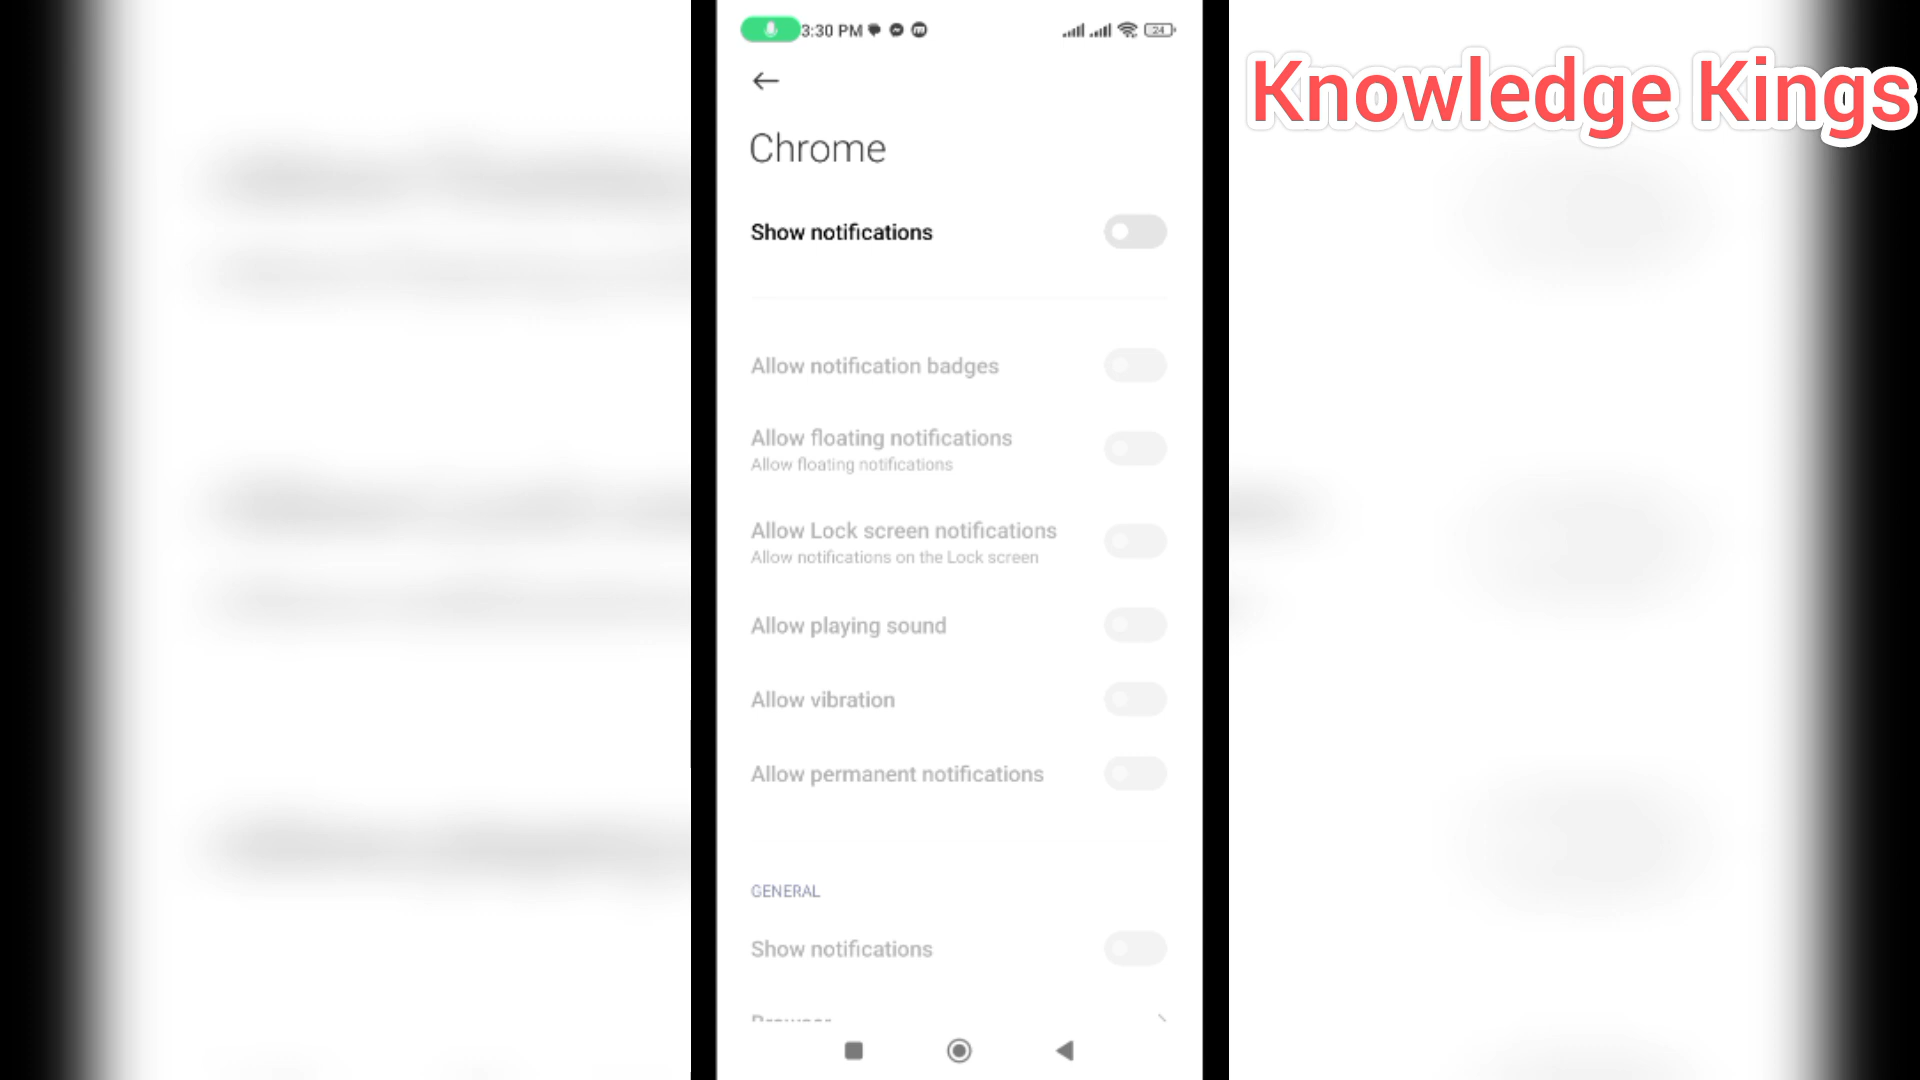 3:30 PM
24
Knowledge Kings
Chrome
Show notifications
Allow notification badges
Allow floating notifications
Allow floating notifications
Allow Lock screen notifications
Allow notifications on the Lock screen
Allow playing sound
Allow vibration
Allow permanent notifications
GENERAL
Show notifications
Browser